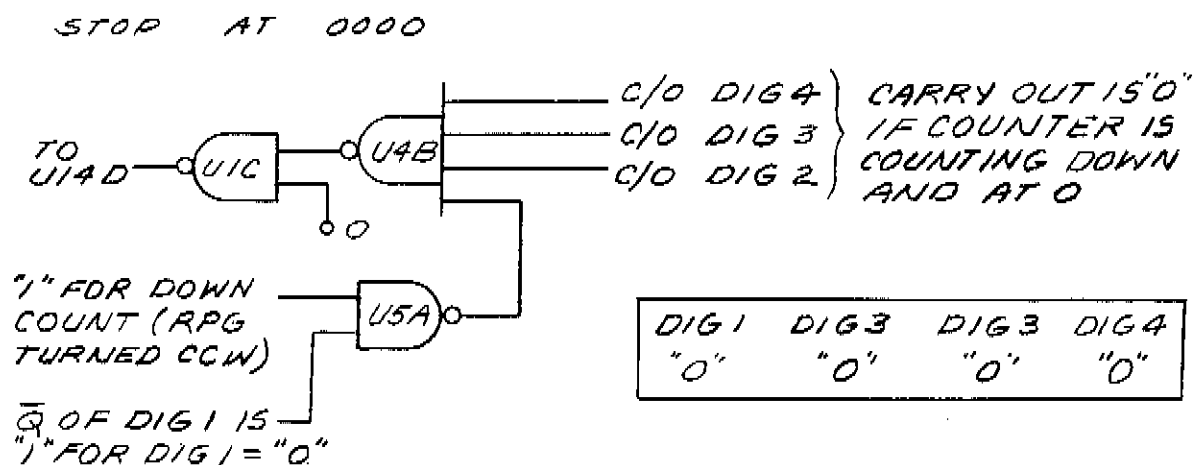 STOP AT 0000
C/O DIG 4
C/O DIG 3
C/O DIG 2
CARRY OUT IS "0"
IF COUNTER IS
COUNTING DOWN
AND AT 0
TO
U14D
U1C
U4B
0
"1" FOR DOWN
COUNT (RPG
TURNED CCW)
U5A
Q̅ OF DIG 1 IS
"1" FOR DIG 1 = "0"
DIG 1 DIG 3 DIG 3 DIG 4
"0" "0" "0" "0"